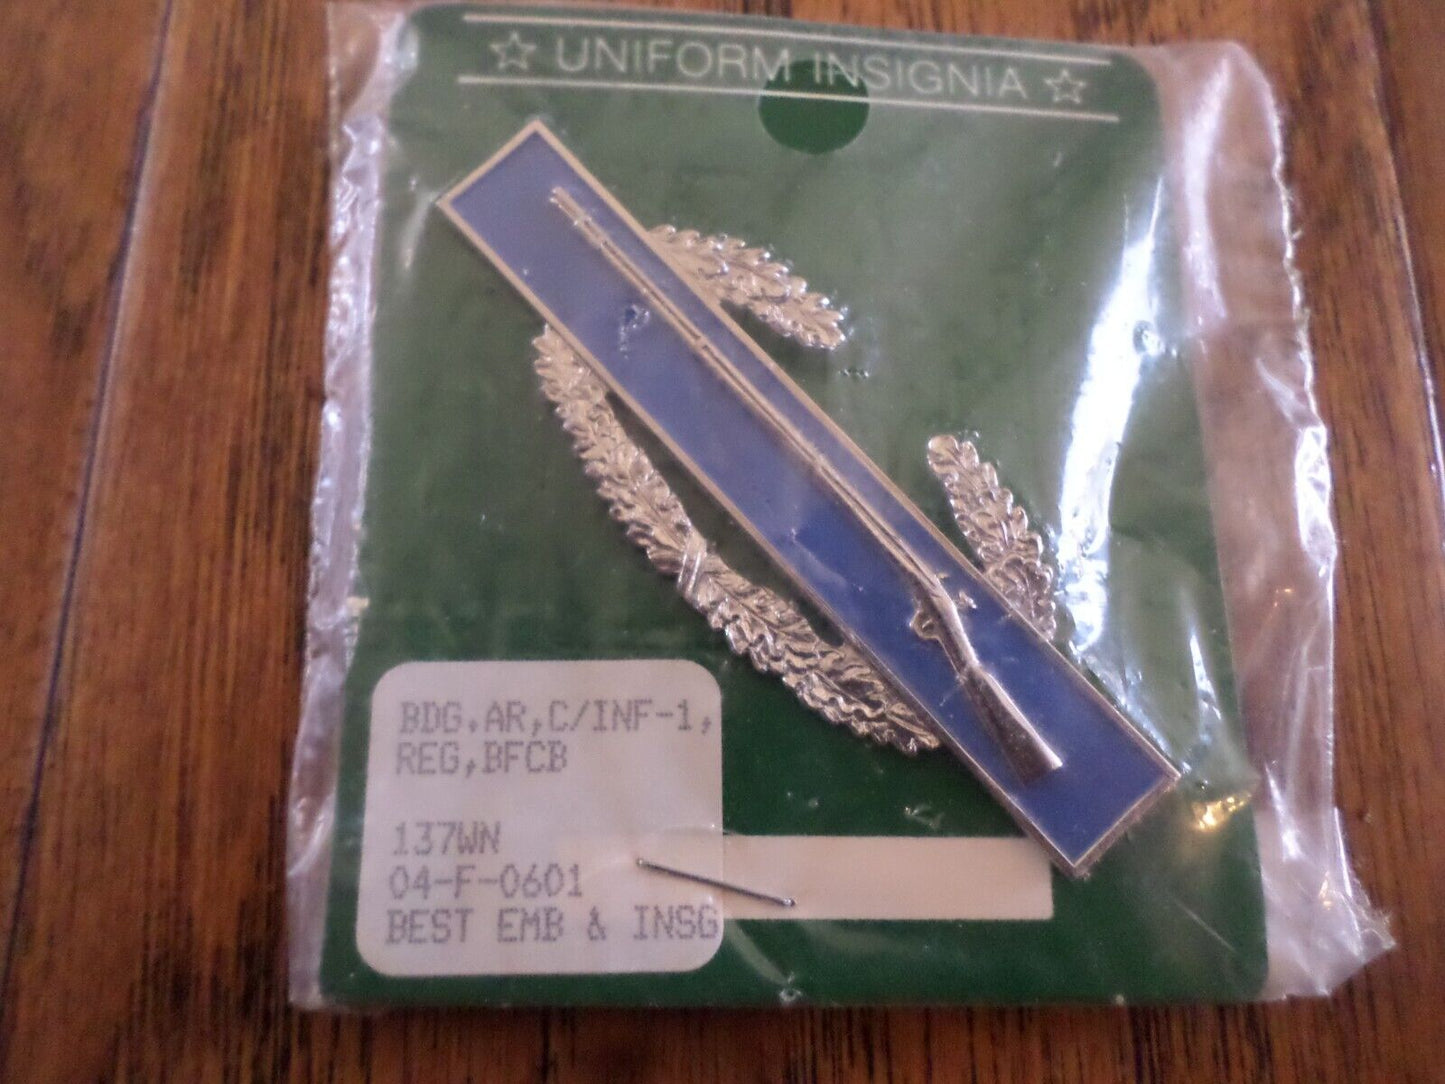 ☆ UNIFORM INSIGNIA ☆
BDG,AR,C/INF-1,
REG,BFCB
137WN
04-F-0601
BEST EMB & INSG